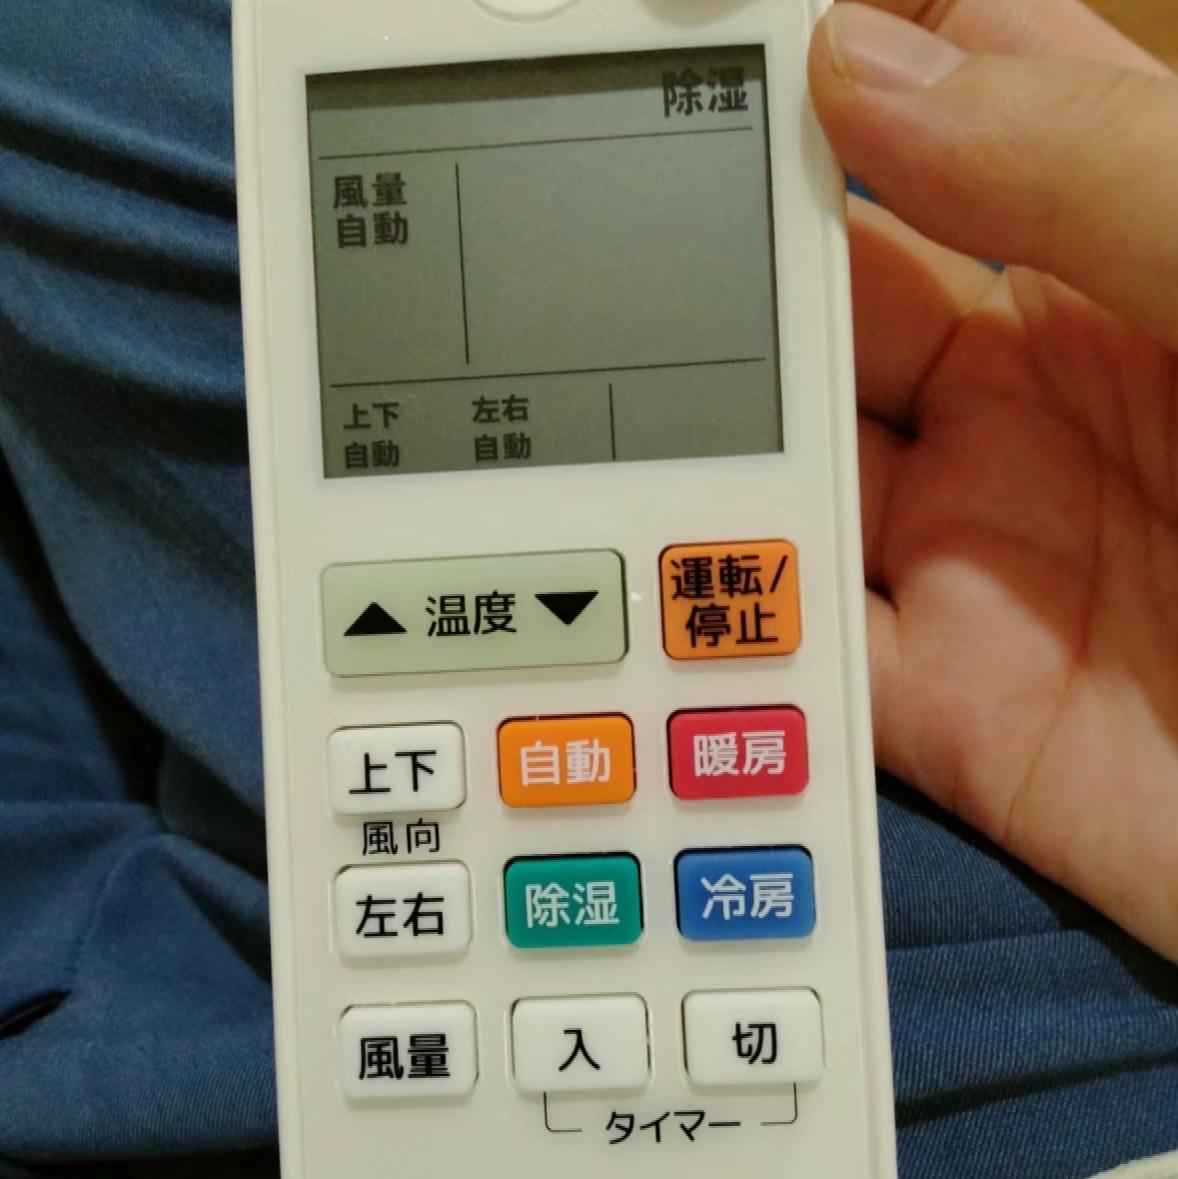 除湿
風量
自動
上下 左右
自動 自動
▲ 温度 ▼
運転/
停止
上下
自動
暖房
風向
左右
除湿
冷房
風量
入
切
タイマー